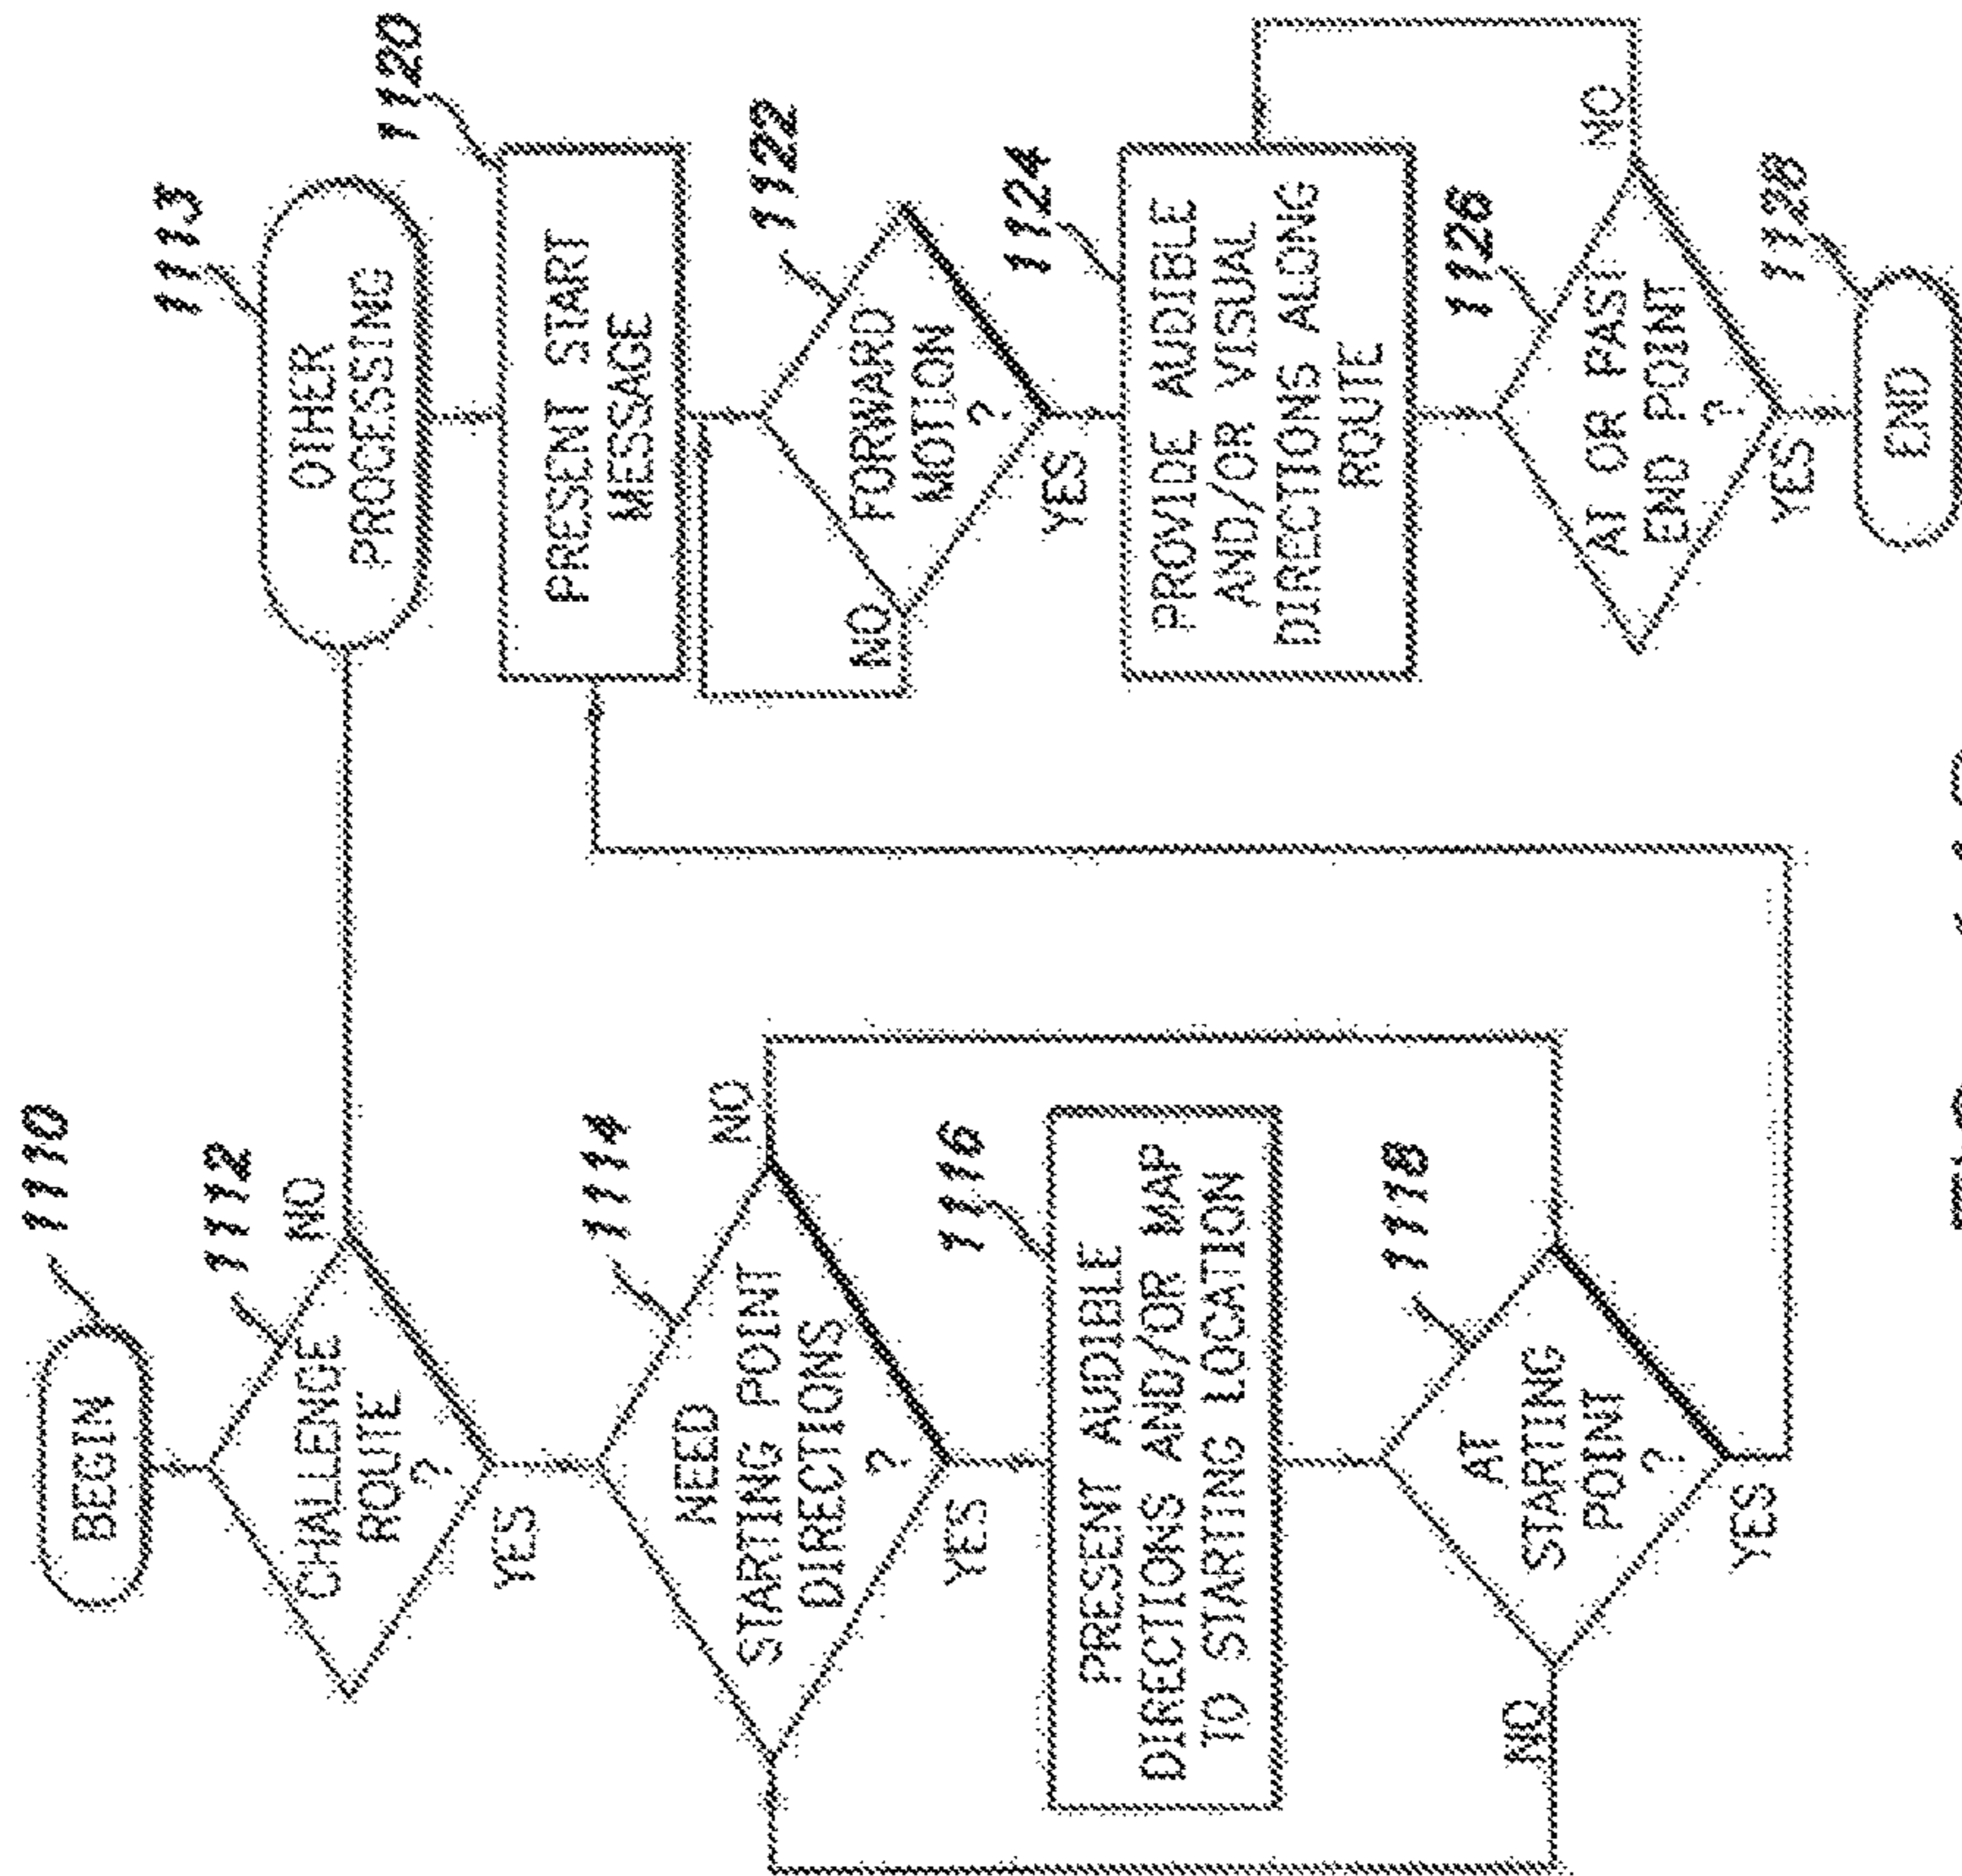 1110
BEGIN
1112
CHALLENGE
ROUTE
?
NO
YES
1114
NEED
STARTING POINT
DIRECTIONS
?
NO
YES
1116
PRESENT AUDIBLE
DIRECTIONS AND/OR MAP
TO STARTING LOCATION
1118
AT
STARTING
POINT
?
NO
YES
1113
OTHER
PROCESSING
1120
PRESENT START
MESSAGE
1122
FORWARD
MOTION
?
NO
YES
1124
PROVIDE AUDIBLE
AND/OR VISUAL
DIRECTIONS ALONG
ROUTE
1126
AT OR PAST
END POINT
?
NO
YES
1128
END